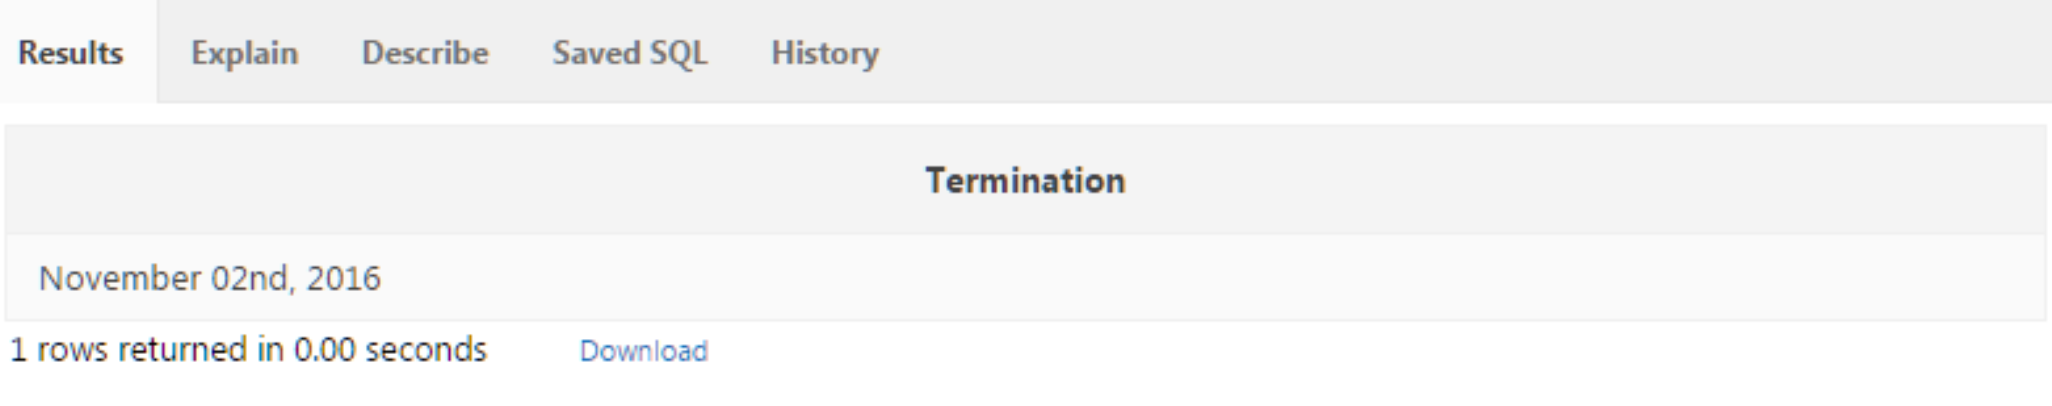 Results Explain Describe Saved SQL History
Termination
November 02nd, 2016
1 rows returned in 0.00 seconds Download